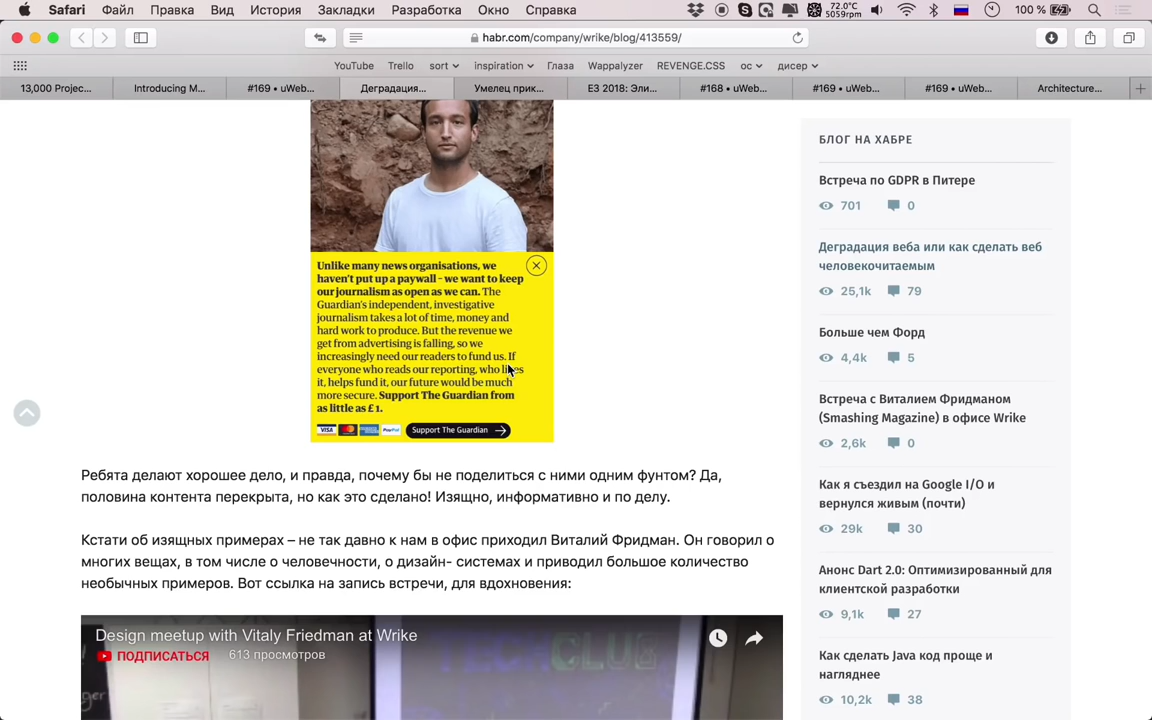 Safari Файл Правка Вид История Закладки Разработка Окно Справка 72.0°C 5059rpm 100 %
habr.com/company/wrike/blog/413559/
YouTube Trello sort inspiration Глаза Wappalyzer REVENGE.CSS ос дисер
13,000 Projec... Introducing M... #169 • uWeb... Деградация... Умелец прик... E3 2018: Эли... #168 • uWeb... #169 • uWeb... #169 • uWeb... Architecture...
Unlike many news organisations, we
haven't put up a paywall – we want to keep
our journalism as open as we can. The
Guardian's independent, investigative
journalism takes a lot of time, money and
hard work to produce. But the revenue we
get from advertising is falling, so we
increasingly need our readers to fund us. If
everyone who reads our reporting, who likes
it, helps fund it, our future would be much
more secure. Support The Guardian from
as little as £1.
VISA MasterCard PayPal Support The Guardian
Ребята делают хорошее дело, и правда, почему бы не поделиться с ними одним фунтом? Да,
половина контента перекрыта, но как это сделано! Изящно, информативно и по делу.
Кстати об изящных примерах – не так давно к нам в офис приходил Виталий Фридман. Он говорил о
многих вещах, в том числе о человечности, о дизайн- системах и приводил большое количество
необычных примеров. Вот ссылка на запись встречи, для вдохновения:
Design meetup with Vitaly Friedman at Wrike
ПОДПИСАТЬСЯ 613 просмотров
TECH CLUB
БЛОГ НА ХАБРЕ
Встреча по GDPR в Питере
701 0
Деградация веба или как сделать веб
человекочитаемым
25,1k 79
Больше чем Форд
4,4k 5
Встреча с Виталием Фридманом
(Smashing Magazine) в офисе Wrike
2,6k 0
Как я съездил на Google I/O и
вернулся живым (почти)
29k 30
Анонс Dart 2.0: Оптимизированный для
клиентской разработки
9,1k 27
Как сделать Java код проще и
нагляднее
10,2k 38